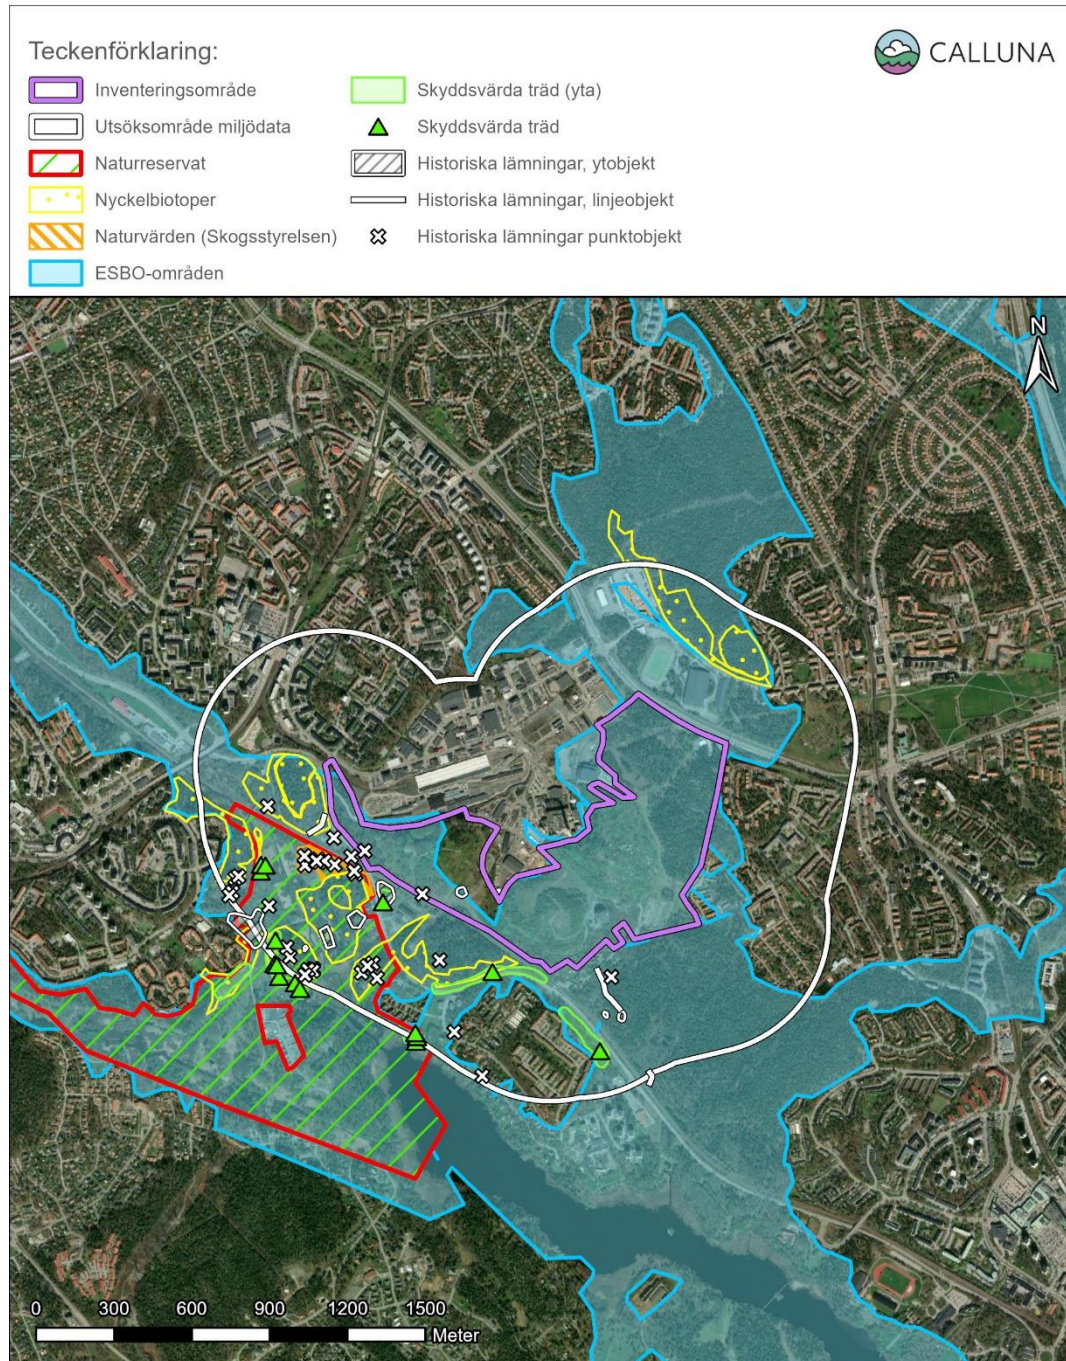 Teckenförklaring:
CALLUNA
Inventeringsområde
Utsöksområde miljödata
Naturreservat
Nyckelbiotoper
Naturvärden (Skogsstyrelsen)
ESBO-områden
Skyddsvärda träd (yta)
Skyddsvärda träd
Historiska lämningar, ytobjekt
Historiska lämningar, linjeobjekt
Historiska lämningar punktobjekt
N
0 300 600 900 1200 1500
Meter